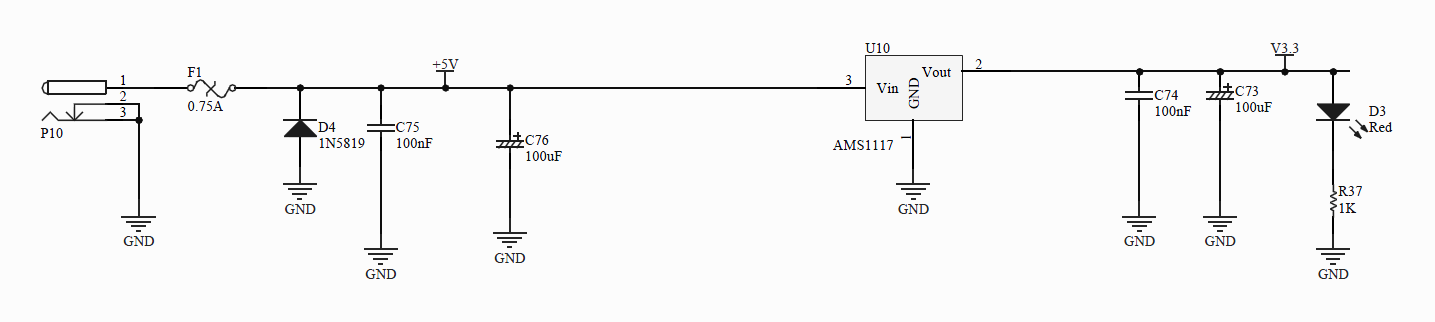 1
2
3
P10
GND
F1
0.75A
D4
1N5819
GND
C75
100nF
GND
+5V
C76
100uF
GND
U10
3
Vin
GND
Vout
2
1
AMS1117
GND
C74
100nF
GND
C73
100uF
GND
V3.3
D3
Red
R37
1K
GND